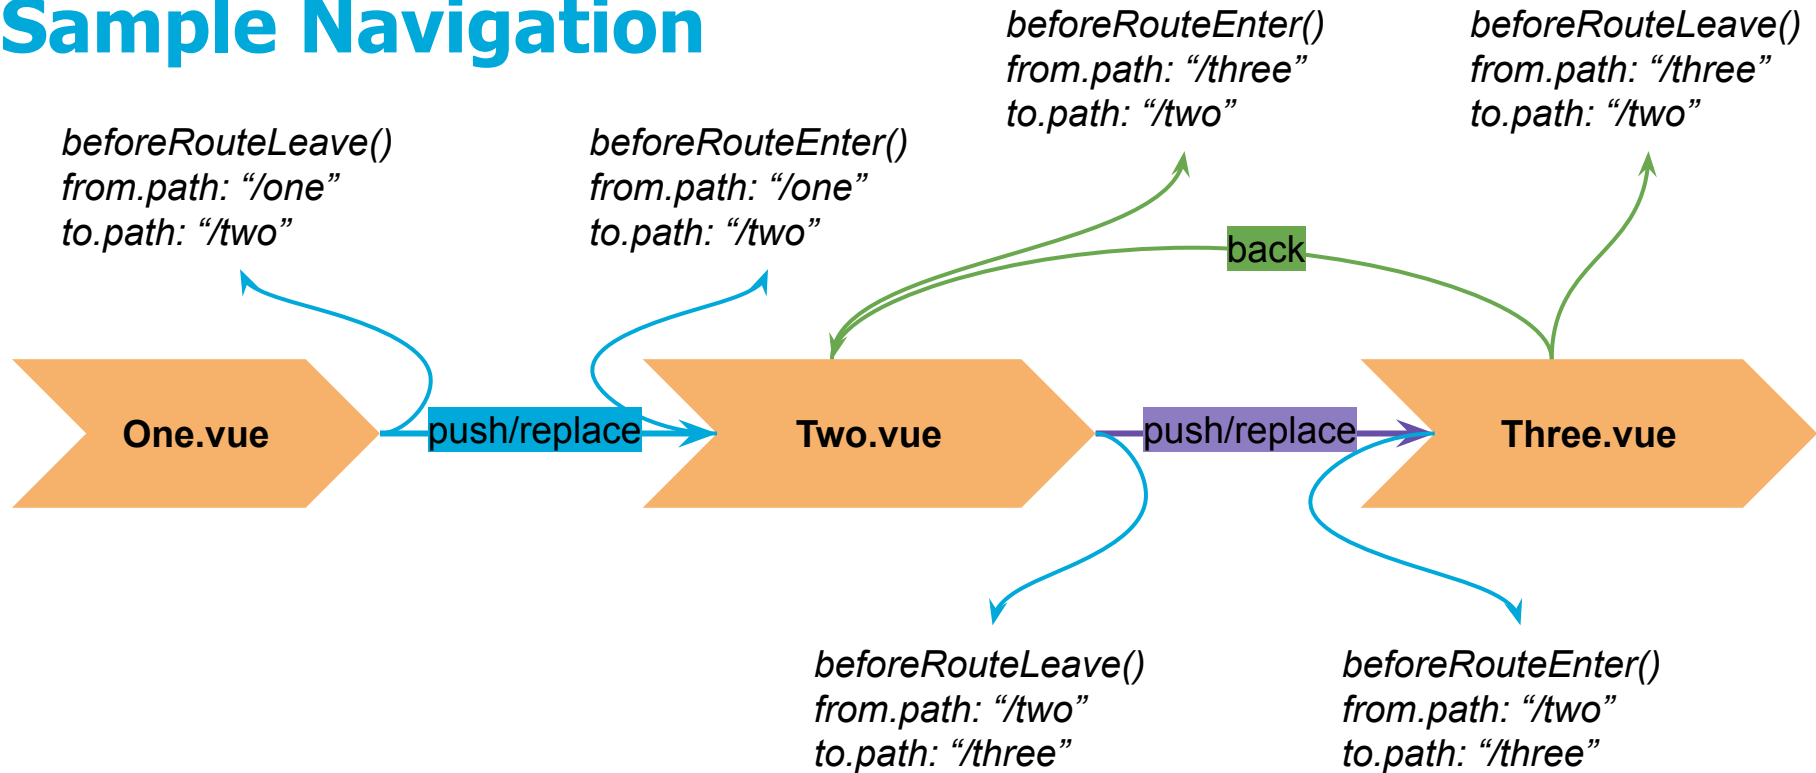 Sample Navigation
beforeRouteEnter()
from.path: “/three”
to.path: “/two”
beforeRouteLeave()
from.path: “/three”
to.path: “/two”
beforeRouteLeave()
from.path: “/one”
to.path: “/two”
beforeRouteEnter()
from.path: “/one”
to.path: “/two”
back
One.vue
push/replace
Two.vue
push/replace
Three.vue
beforeRouteLeave()
from.path: “/two”
to.path: “/three”
beforeRouteEnter()
from.path: “/two”
to.path: “/three”